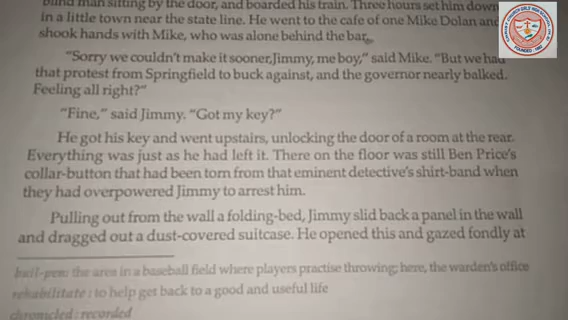 blind man sitting by the door, and boarded his train. Three hours set him down
in a little town near the state line. He went to the cafe of one Mike Dolan and
shook hands with Mike, who was alone behind the bar.
"Sorry we couldn't make it sooner, Jimmy, me boy," said Mike. "But we had
that protest from Springfield to buck against, and the governor nearly balked.
Feeling all right?"
"Fine," said Jimmy. "Got my key?"
He got his key and went upstairs, unlocking the door of a room at the rear.
Everything was just as he had left it. There on the floor was still Ben Price's
collar-button that had been torn from that eminent detective's shirt-band when
they had overpowered Jimmy to arrest him.
Pulling out from the wall a folding-bed, Jimmy slid back a panel in the wall
and dragged out a dust-covered suitcase. He opened this and gazed fondly at
bull-pen: the area in a baseball field where players practise throwing; here, the warden's office
rehabilitate : to help get back to a good and useful life
chronicled : recorded